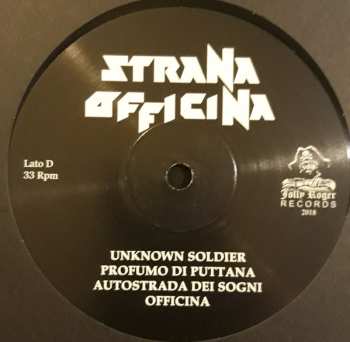 STRANA
OFFICINA
Lato D
33 Rpm
Jolly Roger
RECORDS
2018
UNKNOWN SOLDIER
PROFUMO DI PUTTANA
AUTOSTRADA DEI SOGNI
OFFICINA